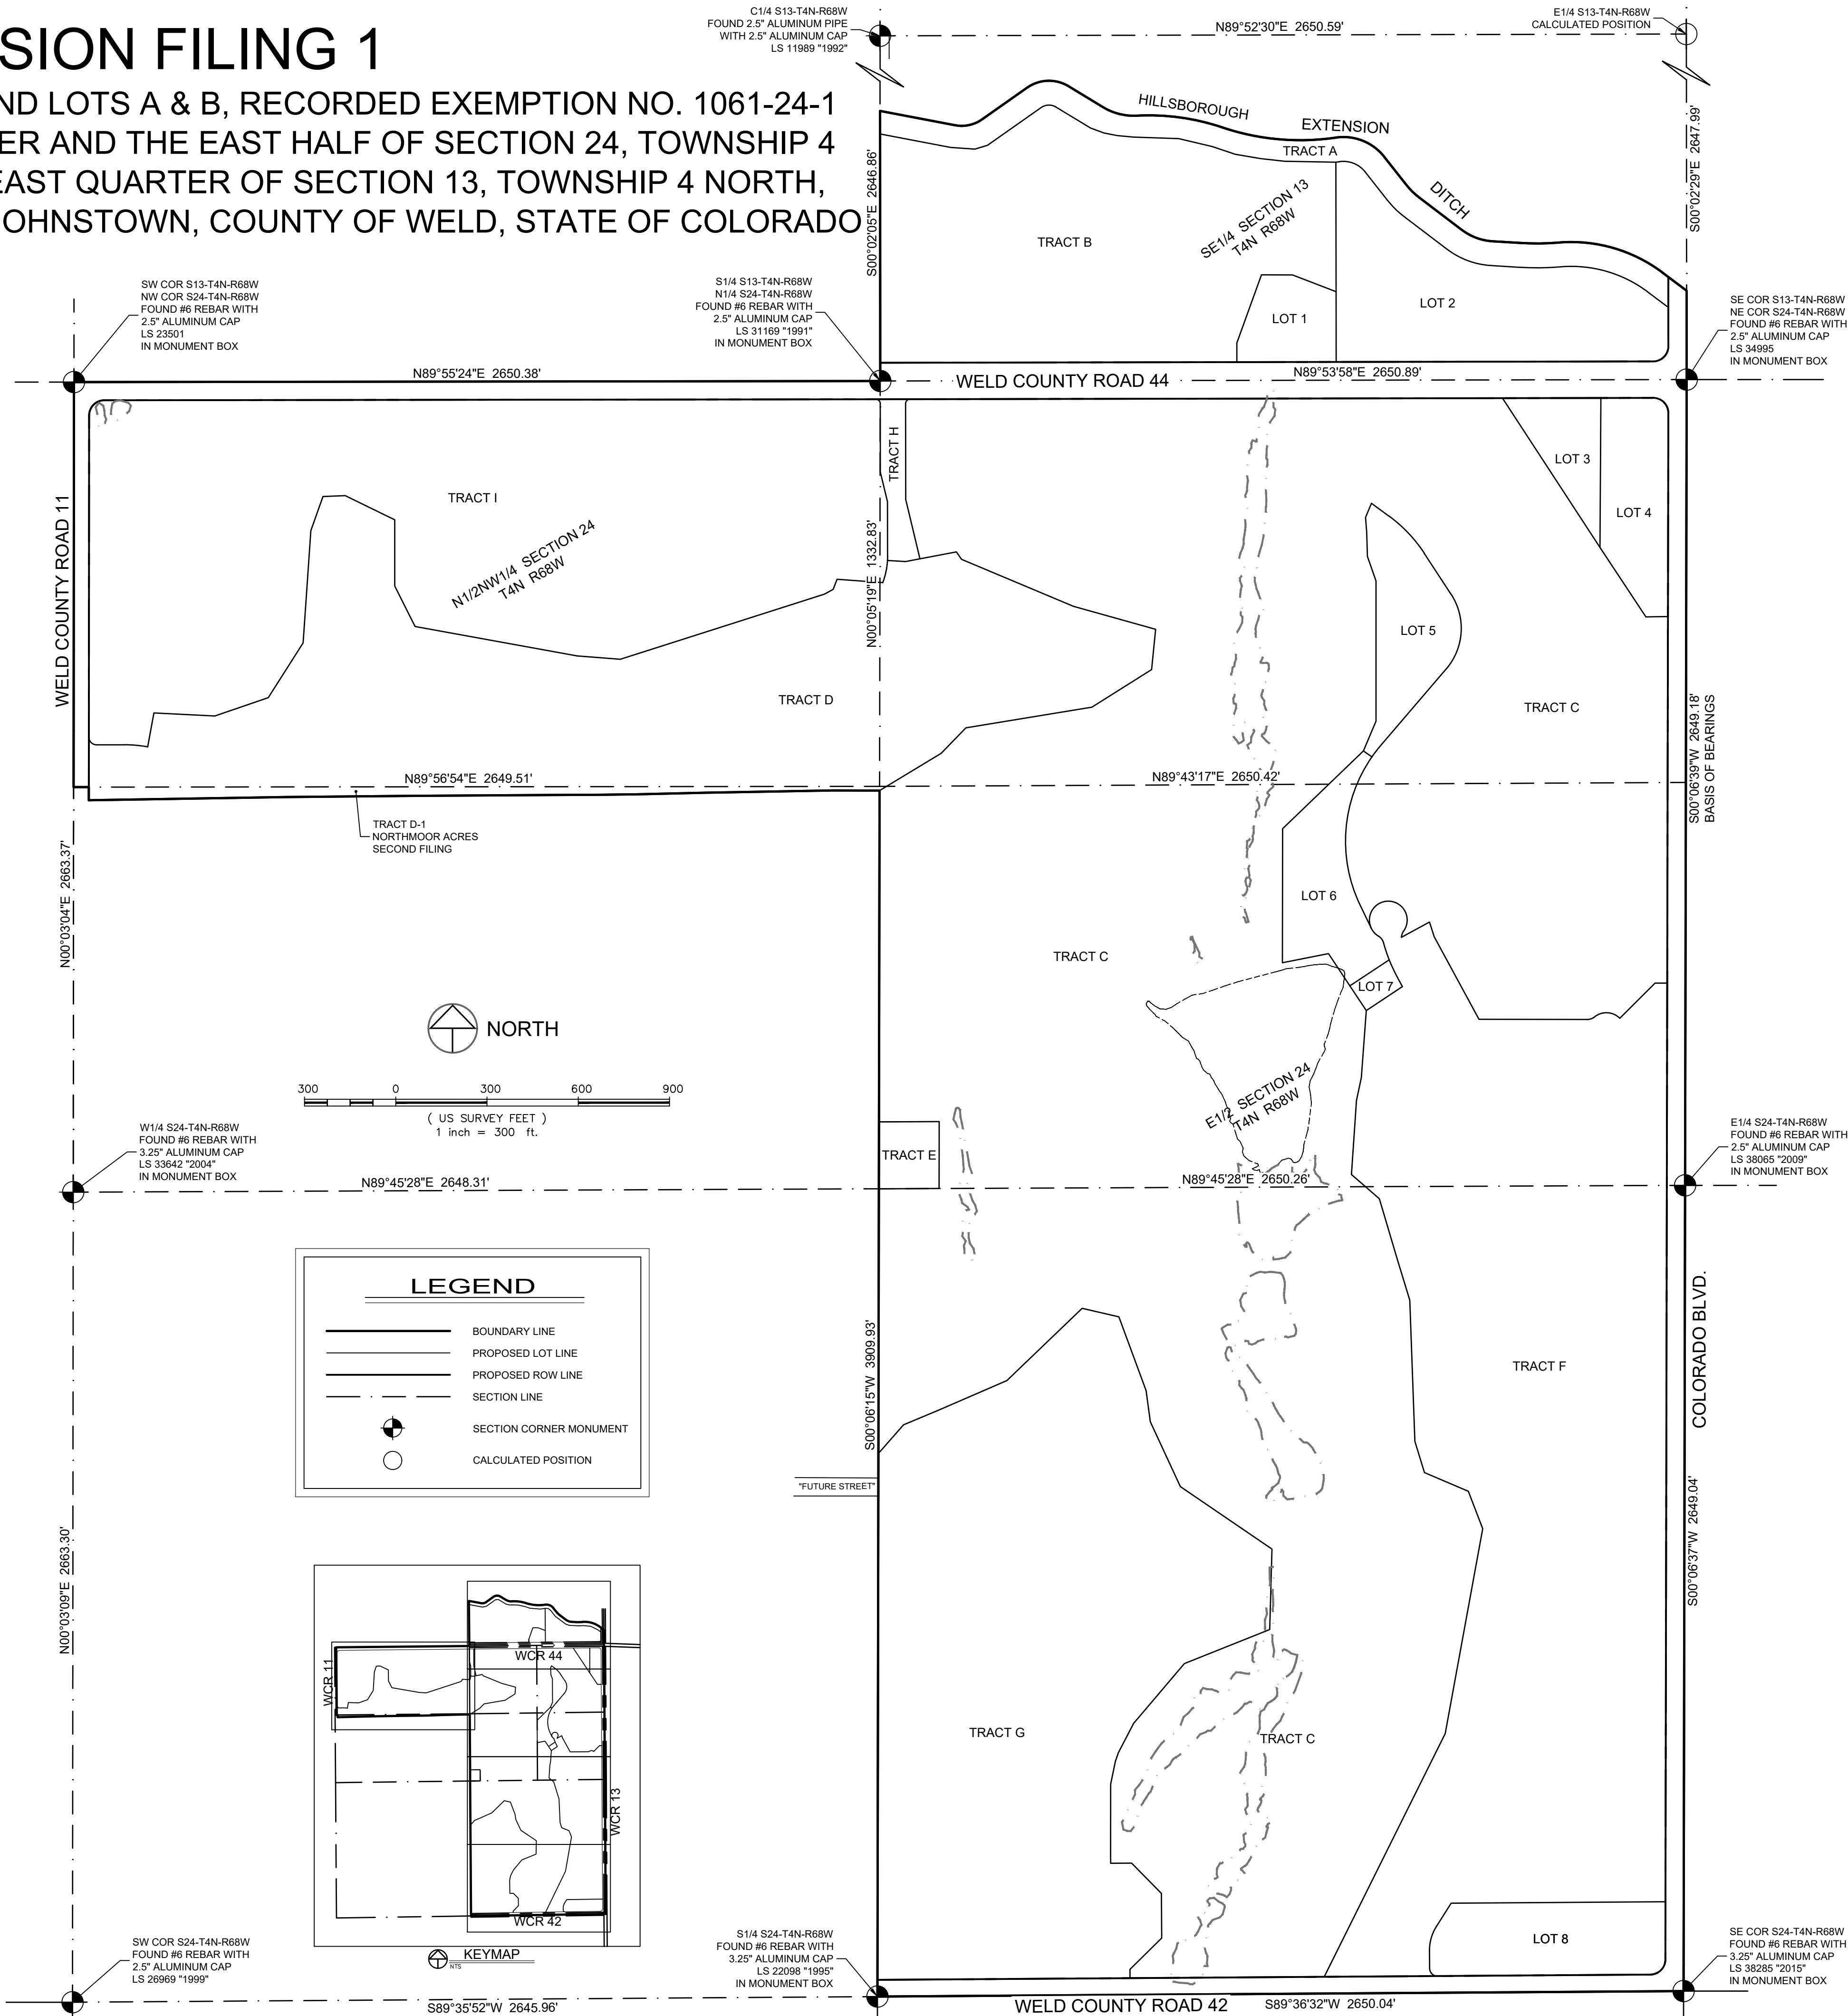 SION FILING 1
ND LOTS A & B, RECORDED EXEMPTION NO. 1061-24-1
ER AND THE EAST HALF OF SECTION 24, TOWNSHIP 4
EAST QUARTER OF SECTION 13, TOWNSHIP 4 NORTH,
OHNSTOWN, COUNTY OF WELD, STATE OF COLORADO
C1/4 S13-T4N-R68W
FOUND 2.5" ALUMINUM PIPE
WITH 2.5" ALUMINUM CAP
LS 11989 "1992"
N89°52'30"E 2650.59'
E1/4 S13-T4N-R68W
CALCULATED POSITION
HILLSBOROUGH
EXTENSION
DITCH
TRACT A
S00°02'05"E 2646.86'
S00°02'29"E 2647.99'
SE1/4 SECTION 13
T4N R68W
TRACT B
LOT 1
LOT 2
SW COR S13-T4N-R68W
NW COR S24-T4N-R68W
FOUND #6 REBAR WITH
2.5" ALUMINUM CAP
LS 23501
IN MONUMENT BOX
S1/4 S13-T4N-R68W
N1/4 S24-T4N-R68W
FOUND #6 REBAR WITH
2.5" ALUMINUM CAP
LS 31169 "1991"
IN MONUMENT BOX
SE COR S13-T4N-R68W
NE COR S24-T4N-R68W
FOUND #6 REBAR WITH
2.5" ALUMINUM CAP
LS 34995
IN MONUMENT BOX
N89°55'24"E 2650.38'
WELD COUNTY ROAD 44
N89°53'58"E 2650.89'
TRACT H
LOT 3
LOT 4
WELD COUNTY ROAD 11
TRACT I
N1/2NW1/4 SECTION 24
T4N R68W
N00°05'19"E 1332.83'
LOT 5
TRACT D
TRACT C
S00°06'39"W 2649.18'
BASIS OF BEARINGS
N89°56'54"E 2649.51'
N89°43'17"E 2650.42'
TRACT D-1
NORTHMOOR ACRES
SECOND FILING
N00°03'04"E 2663.37'
LOT 6
TRACT C
LOT 7
NORTH
300 0 300 600 900
( US SURVEY FEET )
1 inch = 300 ft.
E1/2 SECTION 24
T4N R68W
W1/4 S24-T4N-R68W
FOUND #6 REBAR WITH
3.25" ALUMINUM CAP
LS 33642 "2004"
IN MONUMENT BOX
TRACT E
E1/4 S24-T4N-R68W
FOUND #6 REBAR WITH
2.5" ALUMINUM CAP
LS 38065 "2009"
IN MONUMENT BOX
N89°45'28"E 2648.31'
N89°45'28"E 2650.26'
LEGEND
BOUNDARY LINE
PROPOSED LOT LINE
PROPOSED ROW LINE
SECTION LINE
SECTION CORNER MONUMENT
CALCULATED POSITION
S00°06'15"W 3909.93'
TRACT F
COLORADO BLVD.
"FUTURE STREET"
N00°03'09"E 2663.30'
S00°06'37"W 2649.04'
WCR 44
WCR 11
WCR 13
WCR 42
KEYMAP
NTS
TRACT G
TRACT C
LOT 8
SW COR S24-T4N-R68W
FOUND #6 REBAR WITH
2.5" ALUMINUM CAP
LS 26969 "1999"
S1/4 S24-T4N-R68W
FOUND #6 REBAR WITH
3.25" ALUMINUM CAP
LS 22098 "1995"
IN MONUMENT BOX
SE COR S24-T4N-R68W
FOUND #6 REBAR WITH
3.25" ALUMINUM CAP
LS 38285 "2015"
IN MONUMENT BOX
S89°35'52"W 2645.96'
WELD COUNTY ROAD 42
S89°36'32"W 2650.04'